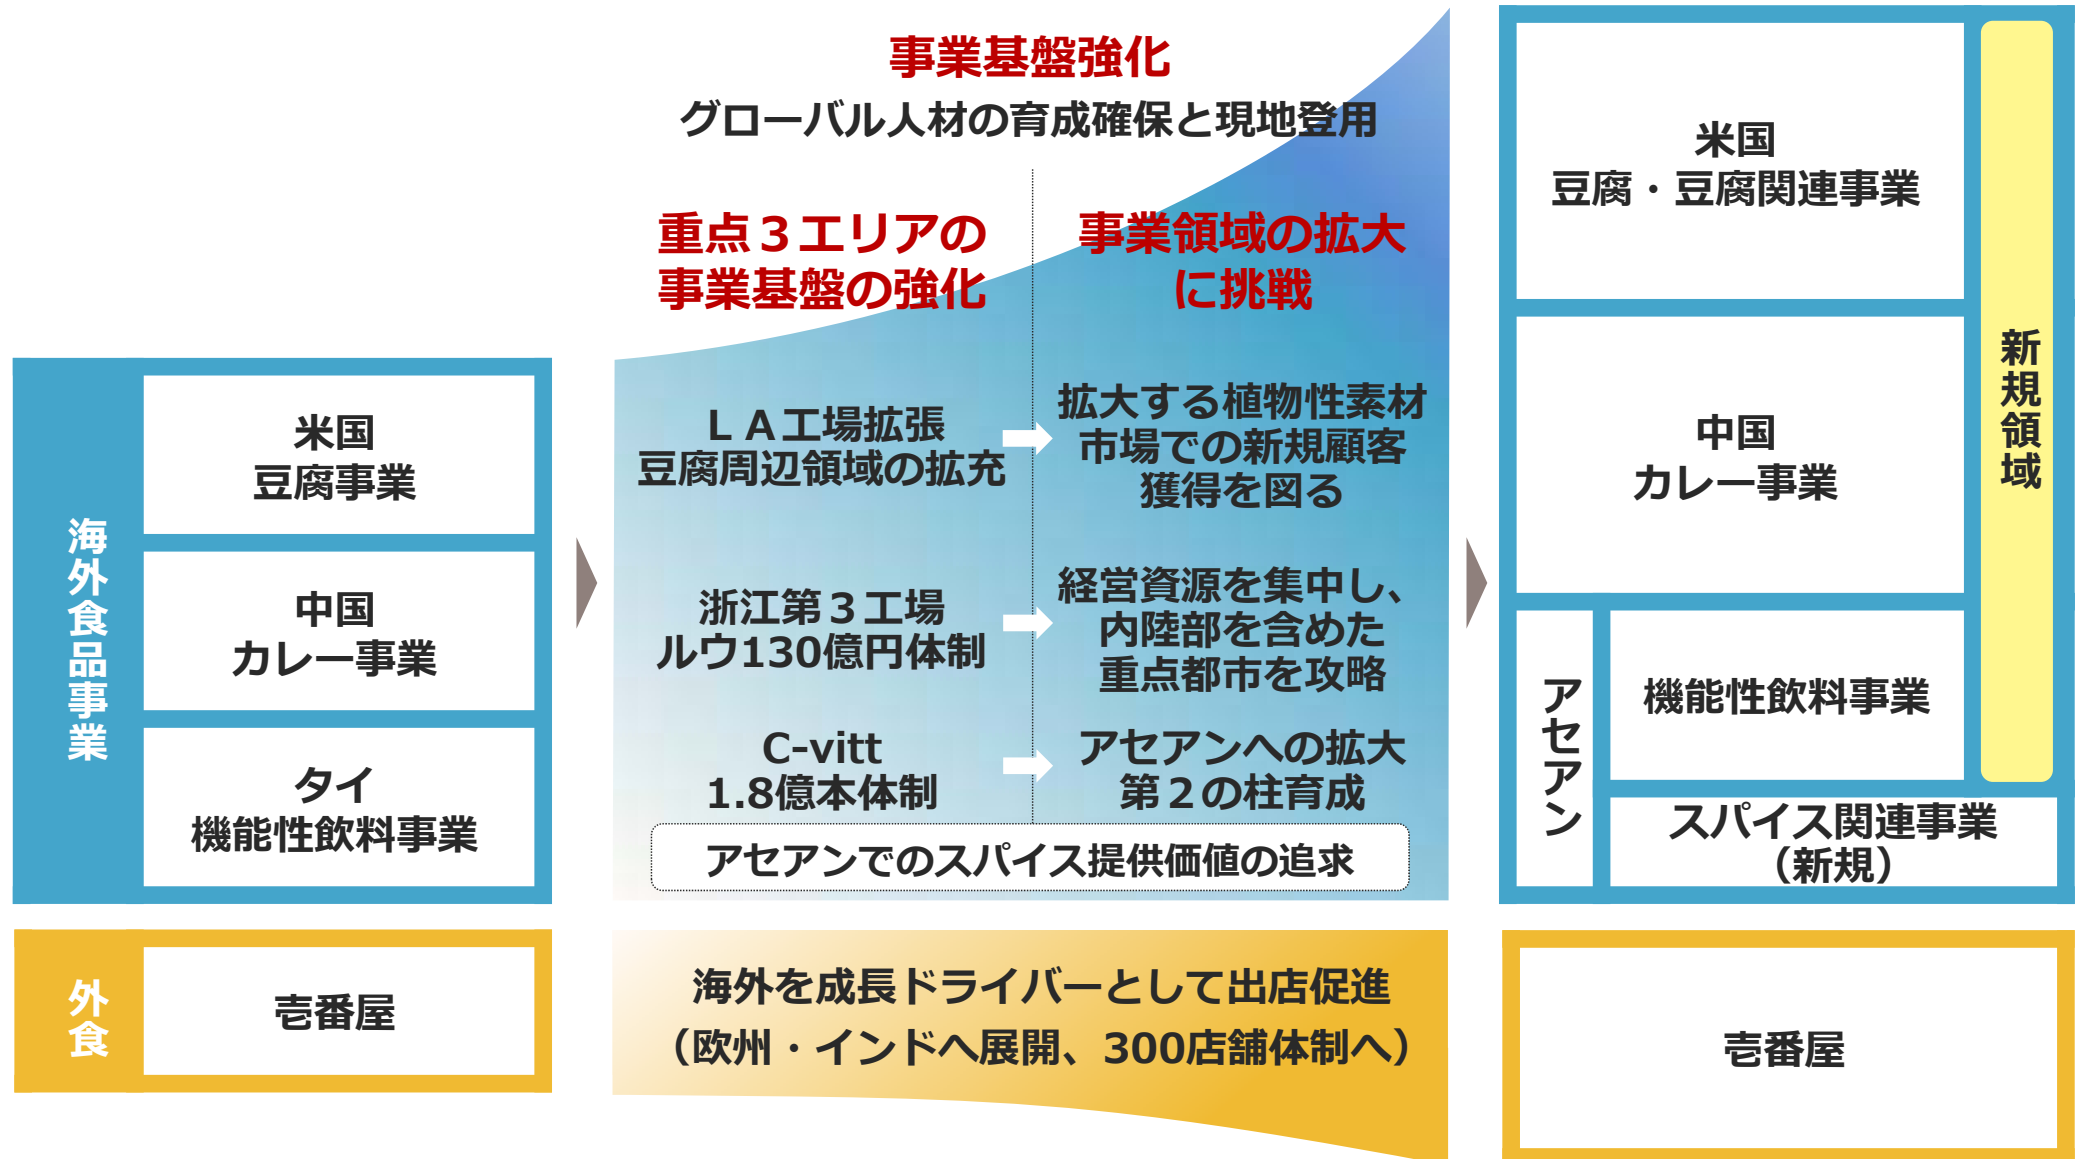 海外食品事業
米国
豆腐事業
中国
カレー事業
タイ
機能性飲料事業
外食
壱番屋
事業基盤強化
グローバル人材の育成確保と現地登用
重点３エリアの
事業基盤の強化
事業領域の拡大
に挑戦
ＬＡ工場拡張
豆腐周辺領域の拡充
拡大する植物性素材
市場での新規顧客
獲得を図る
浙江第３工場
ルウ130億円体制
経営資源を集中し、
内陸部を含めた
重点都市を攻略
C-vitt
1.8億本体制
アセアンへの拡大
第２の柱育成
アセアンでのスパイス提供価値の追求
海外を成長ドライバーとして出店促進
（欧州・インドへ展開、300店舗体制へ）
米国
豆腐・豆腐関連事業
中国
カレー事業
アセアン
機能性飲料事業
スパイス関連事業
（新規）
新規領域
壱番屋